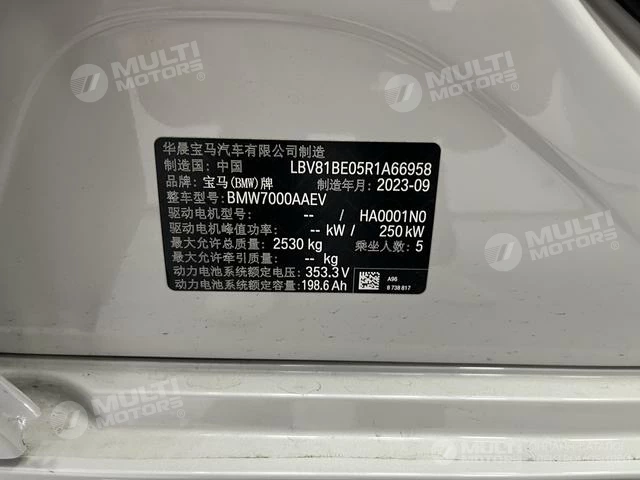 MULTI MOTORS
MULTI MOTORS
华晨宝马汽车有限公司制造
制造国: 中国 LBV81BE05R1A66958
品牌: 宝马(BMW)牌 制造年月: 2023-09
整车型号: BMW7000AAEV
驱动电机型号: -- / HA0001N0
驱动电机峰值功率: -- kW / 250 kW
最大允许总质量: 2530 kg 乘坐人数: 5
最大允许牵引质量: -- kg
动力电池系统额定电压: 353.3 V
动力电池系统额定容量: 198.6 Ah
A96
8 738 817
MULTI MOTORS
MULTI MOTORS
MULTI MOTORS